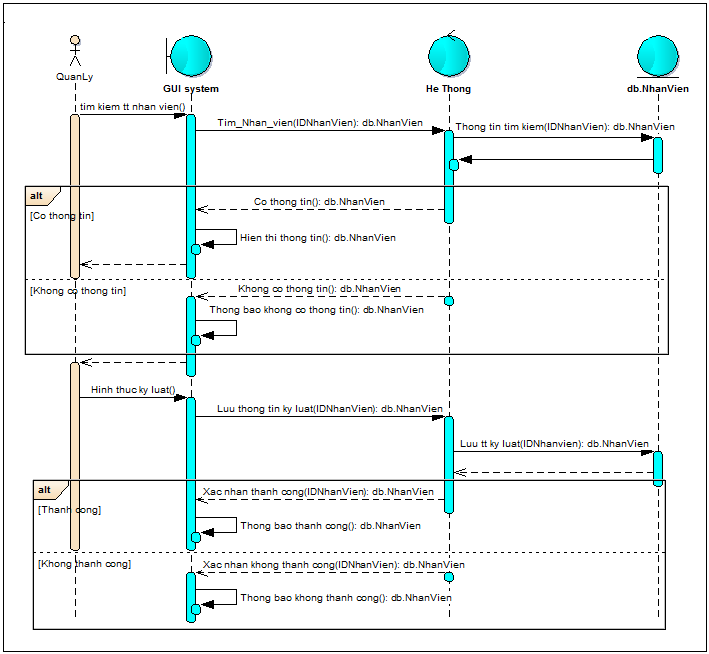 QuanLy
GUI system
He Thong
db.NhanVien
tim kiem tt nhan vien()
Tim_Nhan_vien(IDNhanVien): db.NhanVien
Thong tin tim kiem(IDNhanVien): db.NhanVien
alt
[Co thong tin]
Co thong tin(): db.NhanVien
Hien thi thong tin(): db.NhanVien
[Khong co thong tin]
Khong co thong tin(): db.NhanVien
Thong bao khong co thong tin(): db.NhanVien
Hinh thuc ky luat()
Luu thong tin ky luat(IDNhanVien): db.NhanVien
Luu tt ky luat(IDNhanvien): db.NhanVien
alt
[Thanh cong]
Xac nhan thanh cong(IDNhanVien): db.NhanVien
Thong bao thanh cong(): db.NhanVien
[Khong thanh cong]
Xac nhan khong thanh cong(IDNhanVien): db.NhanVien
Thong bao khong thanh cong(): db.NhanVien